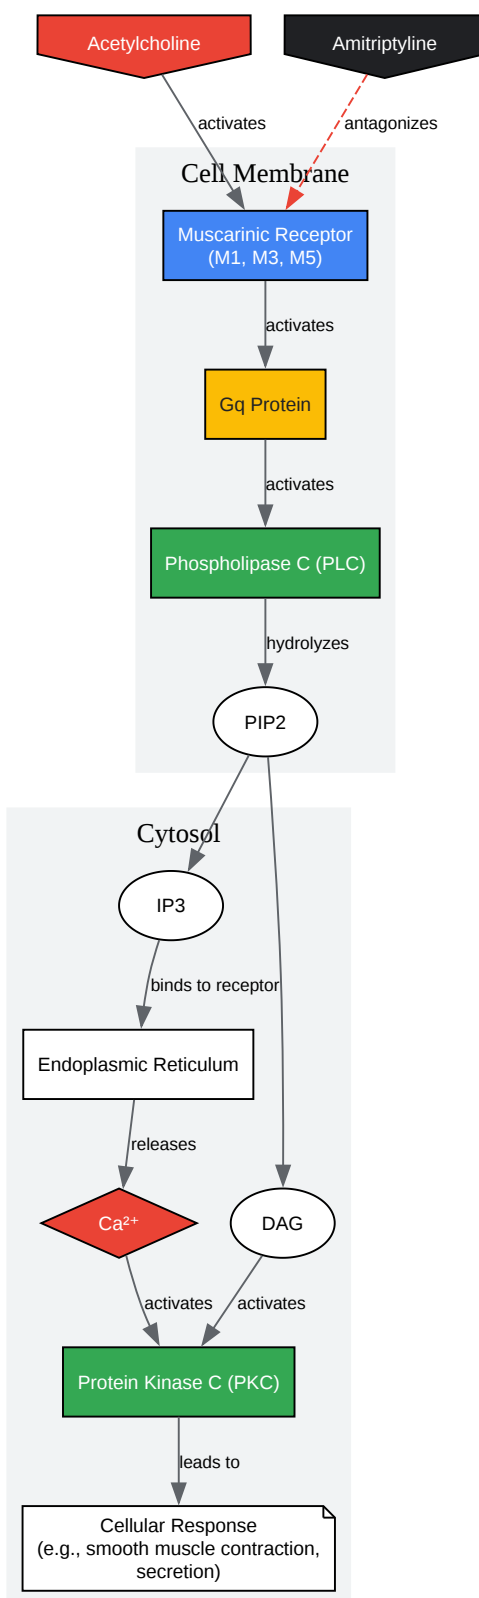 Acetylcholine
Amitriptyline
activates
antagonizes
Cell Membrane
Muscarinic Receptor
(M1, M3, M5)
activates
Gq Protein
activates
Phospholipase C (PLC)
hydrolyzes
PIP2
Cytosol
IP3
binds to receptor
Endoplasmic Reticulum
releases
Ca²⁺
DAG
activates
activates
Protein Kinase C (PKC)
leads to
Cellular Response
(e.g., smooth muscle contraction,
secretion)